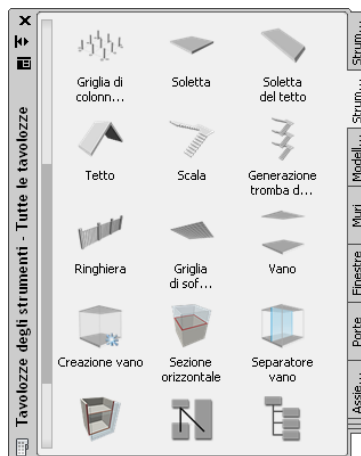 Tavolozze degli strumenti - Tutte le tavolozze
Griglia di
colonn...
Soletta
Soletta
del tetto
Tetto
Scala
Generazione
tromba d...
Ringhiera
Griglia
di sof...
Vano
Creazione vano
Sezione
orizzontale
Separatore
vano
Strum...
Strum...
Modell...
Muri
Finestre
Porte
Assie...